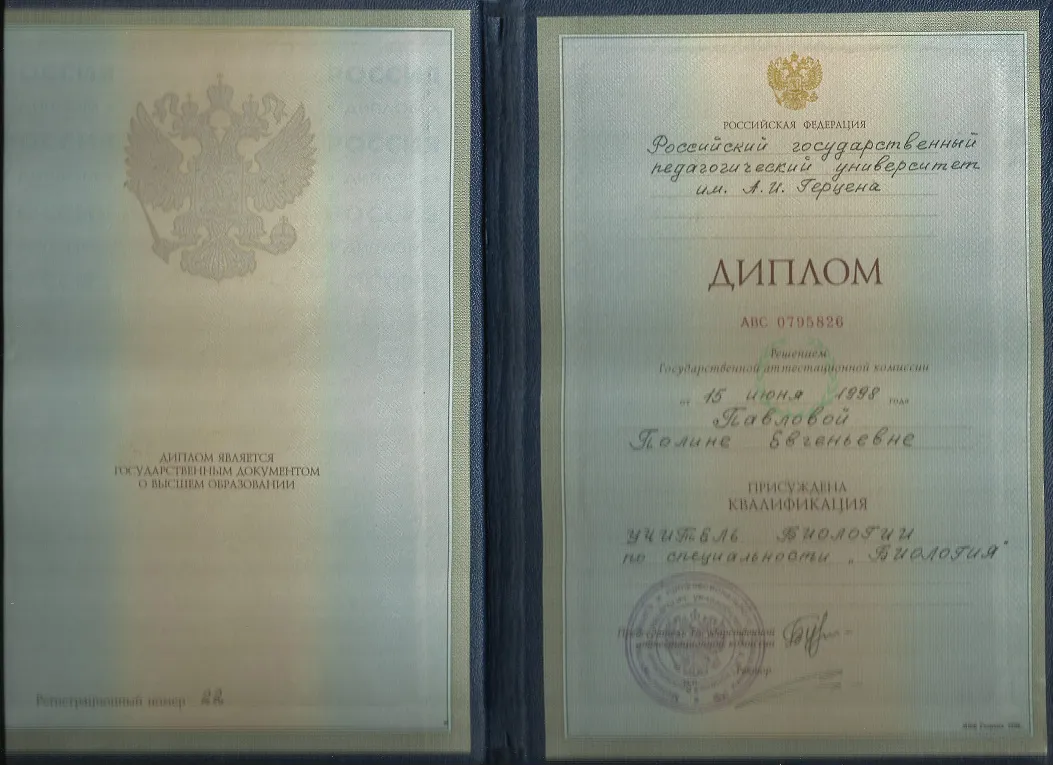 ДИПЛОМ ЯВЛЯЕТСЯ
ГОСУДАРСТВЕННЫМ ДОКУМЕНТОМ
О ВЫСШЕМ ОБРАЗОВАНИИ
Регистрационный номер 22
РОССИЙСКАЯ ФЕДЕРАЦИЯ
Российский государственный
педагогический университет
им. А.И. Герцена
ДИПЛОМ
АВС 0795826
Решением
Государственной аттестационной комиссии
от 15 июня 1998 года
Павловой
Полине Евгеньевне
ПРИСУЖДЕНА
КВАЛИФИКАЦИЯ
УЧИТЕЛЬ БИОЛОГИИ
по специальности „БИОЛОГИЯ"
Председатель Государственной
аттестационной комиссии
Ректор